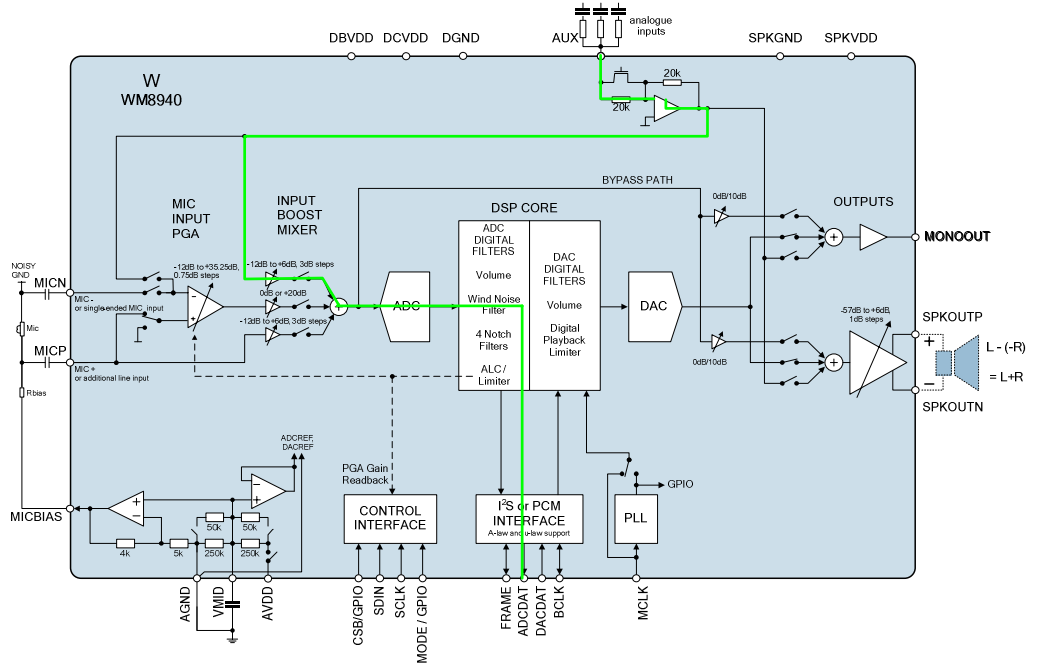 analogue
inputs
DBVDD
DCVDD
DGND
AUX
SPKGND
SPKVDD
W
WM8940
20k
20k
BYPASS PATH
0dB/10dB
OUTPUTS
MIC
INPUT
PGA
INPUT
BOOST
MIXER
DSP CORE
ADC
DIGITAL
FILTERS
Volume
Wind Noise
Filter
4 Notch
Filters
ALC /
Limiter
DAC
DIGITAL
FILTERS
Volume
Digital
Playback
Limiter
MONOOUT
NOISY
GND
MICN
MIC -
or single ended MIC input
-12dB to +35.25dB,
0.75dB steps
-12dB to +6dB, 3dB steps
0dB or +20dB
-12dB to +6dB, 3dB steps
ADC
DAC
-57dB to +6dB,
1dB steps
SPKOUTP
Mic
MICP
MIC +
or additional line input
0dB/10dB
+
−
L - (-R)
= L+R
SPKOUTN
Rbias
ADCREF,
DACREF
PGA Gain
Readback
GPIO
MICBIAS
CONTROL
INTERFACE
I2S or PCM
INTERFACE
A-law and u-law support
PLL
50k
50k
4k
5k
250k
250k
AGND
VMID
AVDD
CSB/GPIO
SDIN
SCLK
MODE / GPIO
FRAME
ADCDAT
DACDAT
BCLK
MCLK